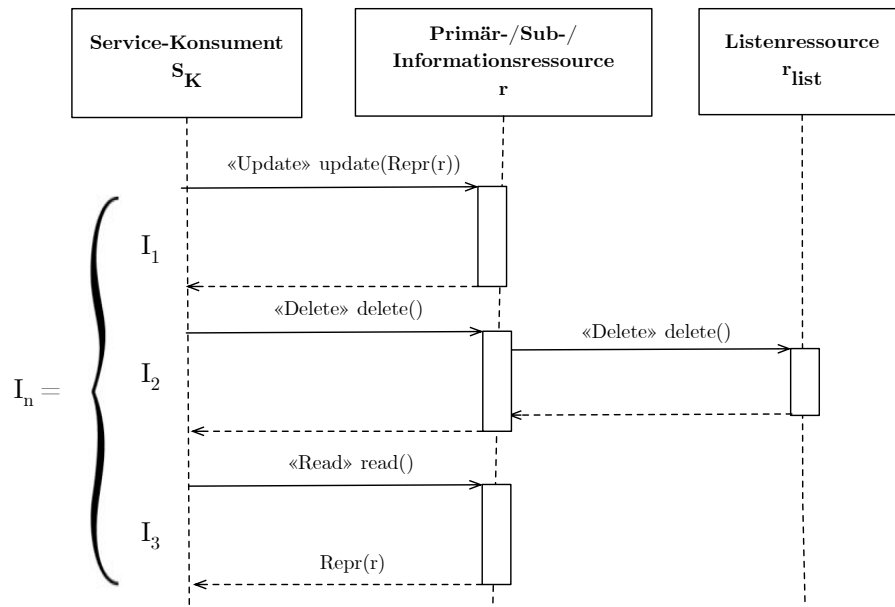 Service-Konsument
S_K
Primär-/Sub-/
Informationsressource
r
Listenressource
r_list
«Update» update(Repr(r))
I_1
«Delete» delete()
«Delete» delete()
I_n =
I_2
«Read» read()
I_3
Repr(r)